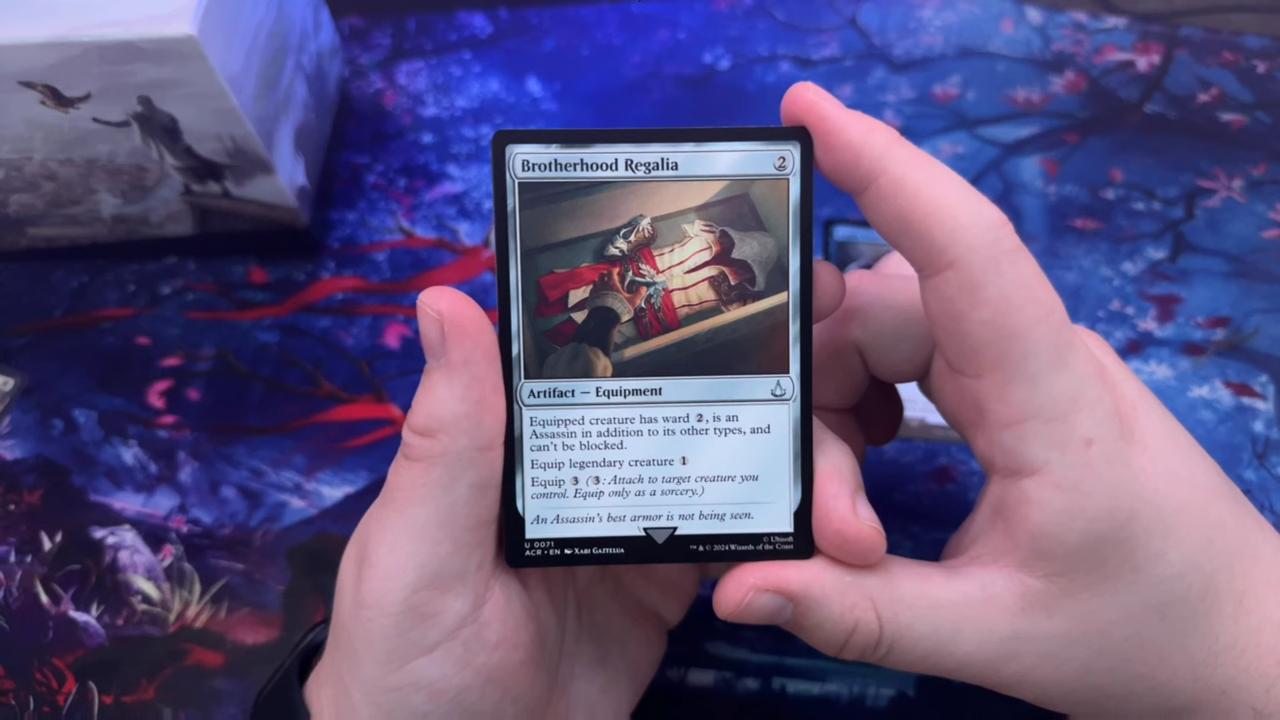 Brotherhood Regalia 2
Artifact — Equipment
Equipped creature has ward 2, is an
Assassin in addition to its other types, and
can't be blocked.
Equip legendary creature 1
Equip 3 (3: Attach to target creature you
control. Equip only as a sorcery.)
An Assassin's best armor is not being seen.
U 0071
ACR • EN Xabi Gaztelua
© Ubisoft
™ & © 2024 Wizards of the Coast